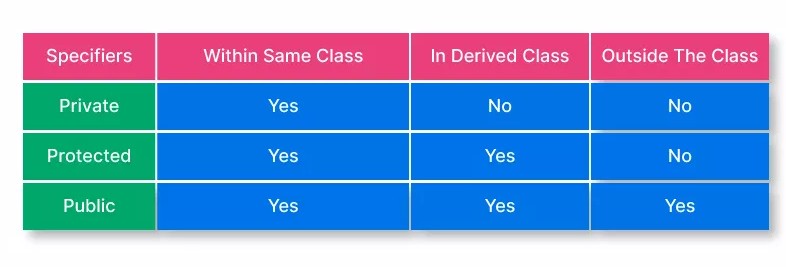 Specifiers Within Same Class In Derived Class Outside The Class
Private Yes No No
Protected Yes Yes No
Public Yes Yes Yes